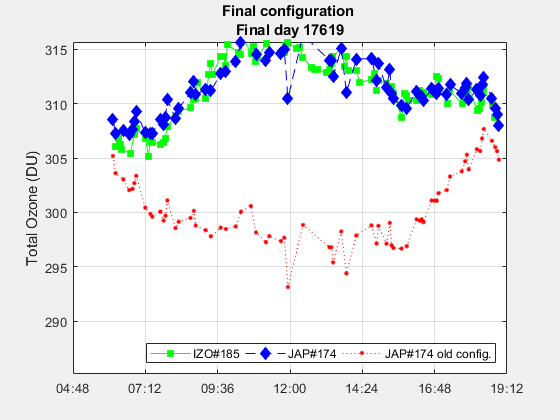 Final configuration
Final day 17619
Total Ozone (DU)
315
310
305
300
295
290
IZO#185
JAP#174
JAP#174 old config.
04:48
07:12
09:36
12:00
14:24
16:48
19:12